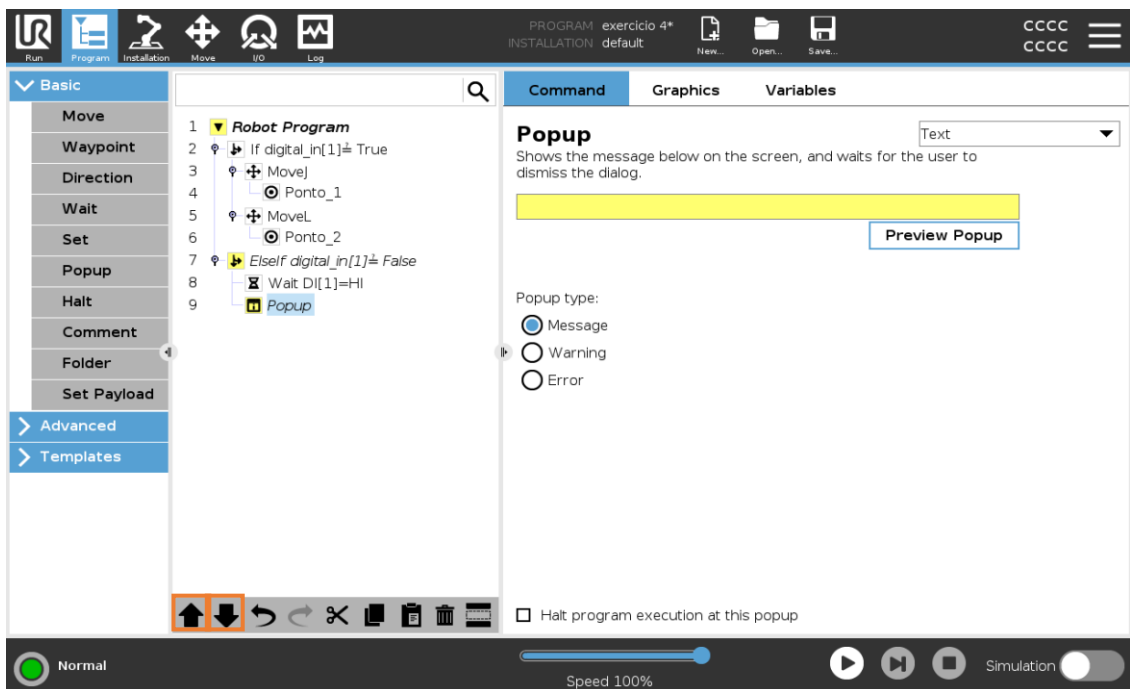 PROGRAM exercicio 4*
INSTALLATION default
CCCC
CCCC
UR
Run
Program
Installation
Move
I/O
Log
New...
Open...
Save...
Basic
Move
Waypoint
Direction
Wait
Set
Popup
Halt
Comment
Folder
Set Payload
Advanced
Templates
1 Robot Program
2 If digital_in[1]≟ True
3 MoveJ
4 Ponto_1
5 MoveL
6 Ponto_2
7 ElseIf digital_in[1]≟ False
8 Wait DI[1]=HI
9 Popup
Command Graphics Variables
Popup
Text
Shows the message below on the screen, and waits for the user to
dismiss the dialog.
Preview Popup
Popup type:
Message
Warning
Error
Halt program execution at this popup
Normal
Speed 100%
Simulation